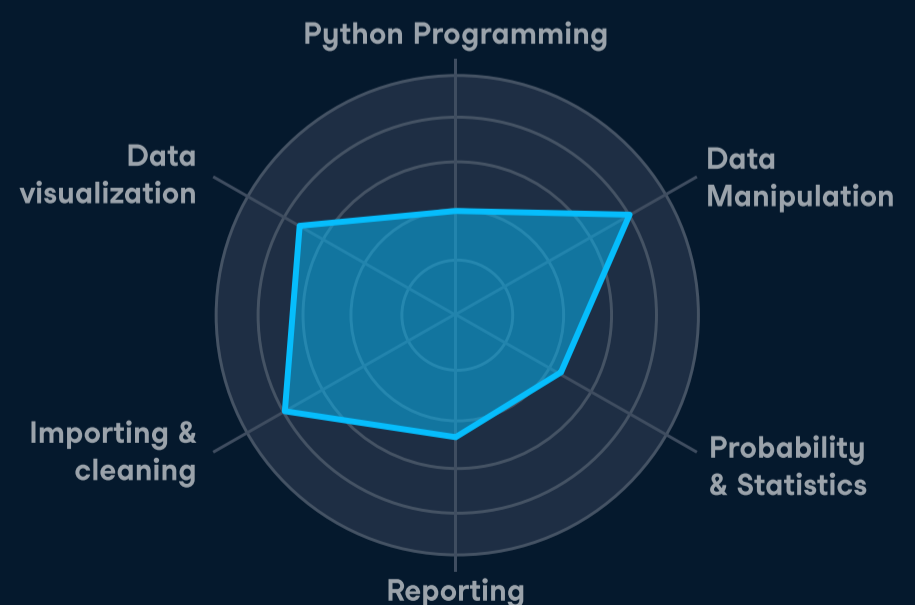 Python Programming
Data
visualization
Data
Manipulation
Importing &
cleaning
Probability
& Statistics
Reporting